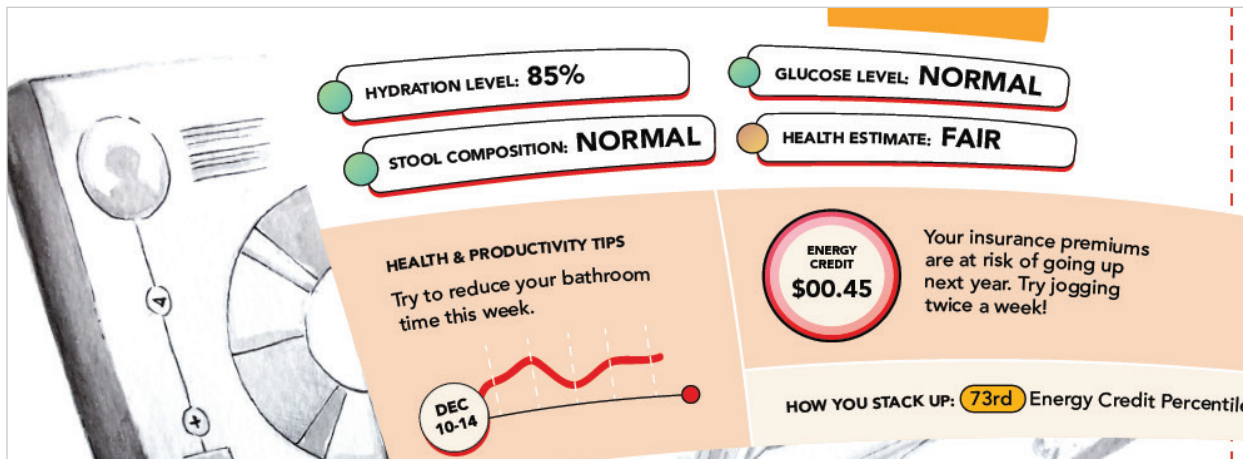 HYDRATION LEVEL: 85%
GLUCOSE LEVEL: NORMAL
STOOL COMPOSITION: NORMAL
HEALTH ESTIMATE: FAIR
HEALTH & PRODUCTIVITY TIPS
Try to reduce your bathroom
time this week.
DEC
10-14
ENERGY
CREDIT
$00.45
Your insurance premiums
are at risk of going up
next year. Try jogging
twice a week!
HOW YOU STACK UP: 73rd Energy Credit Percentile